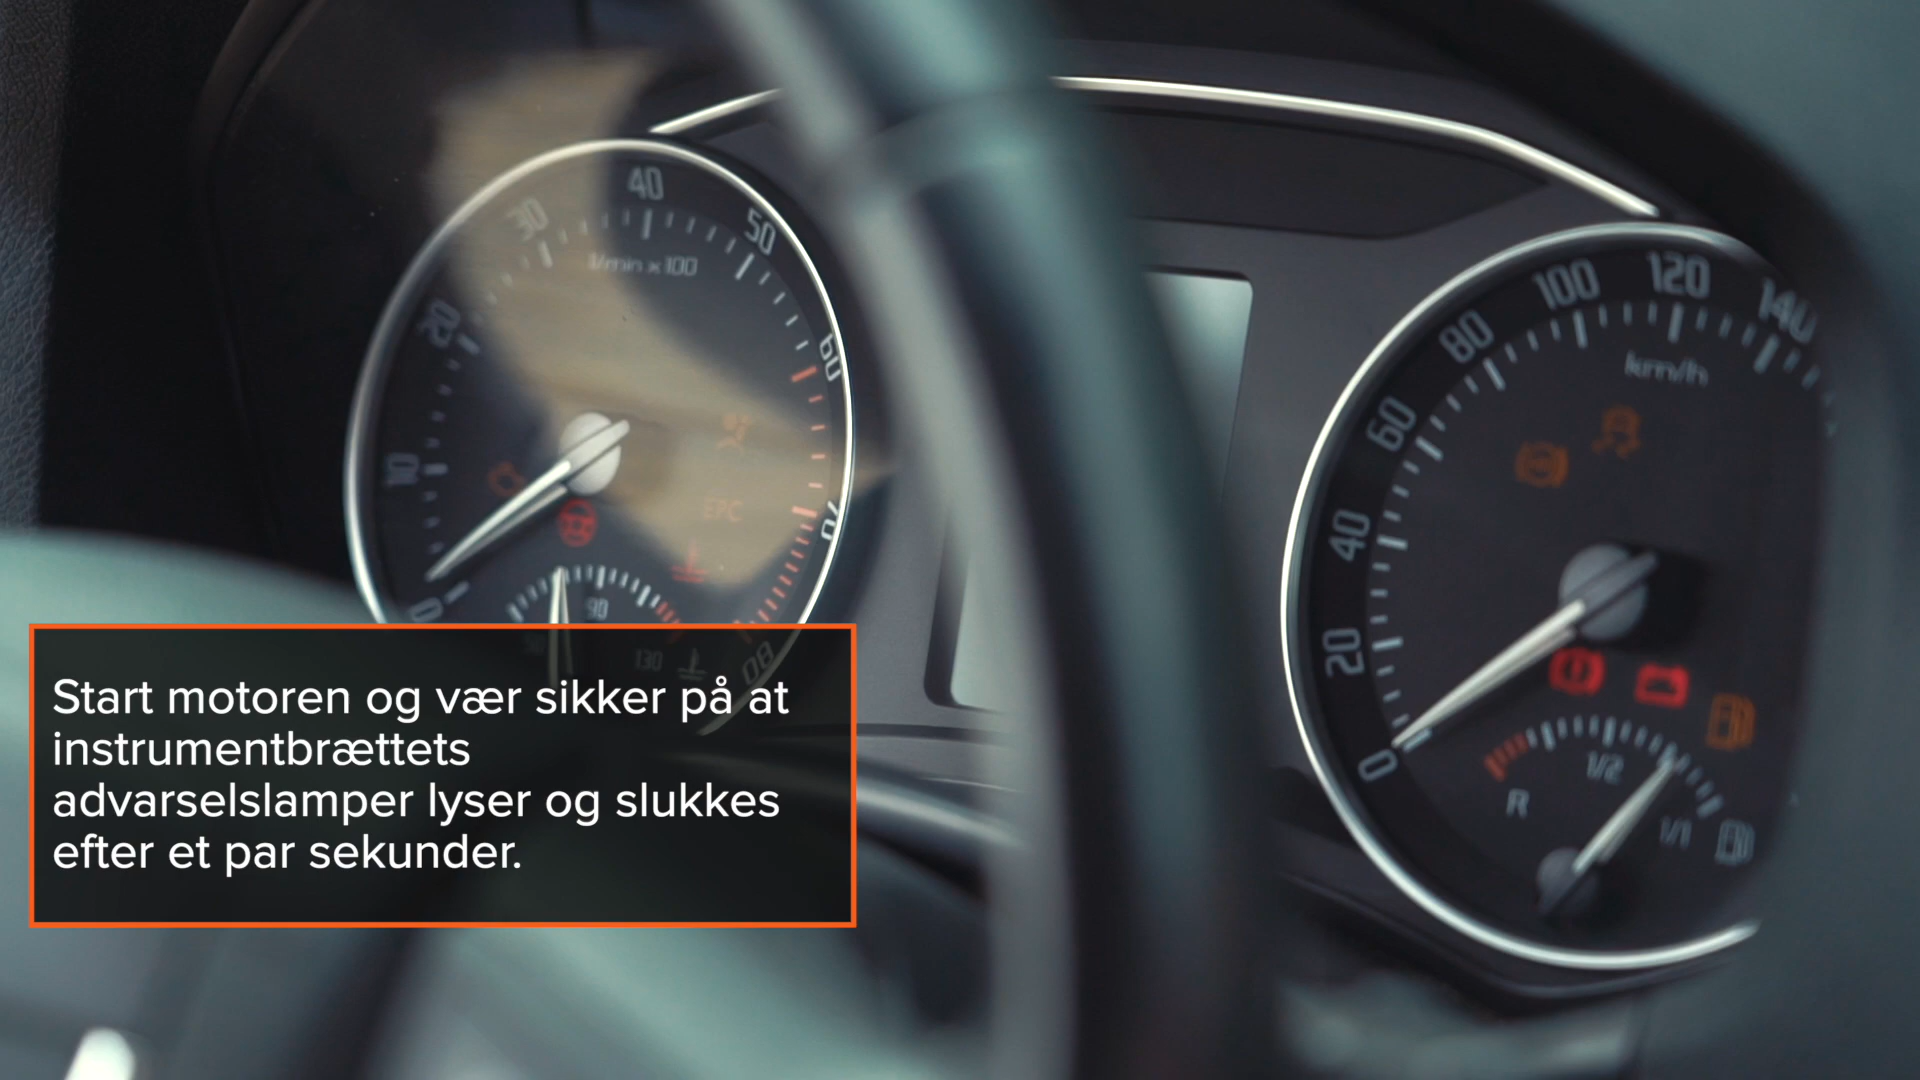 40
30
50
1/min x 100
20
60
10
EPC
70
0
90
50
130
80
100
120
140
80
km/h
60
40
20
0
1/2
R
1/1
Start motoren og vær sikker på at
instrumentbrættets
advarselslamper lyser og slukkes
efter et par sekunder.